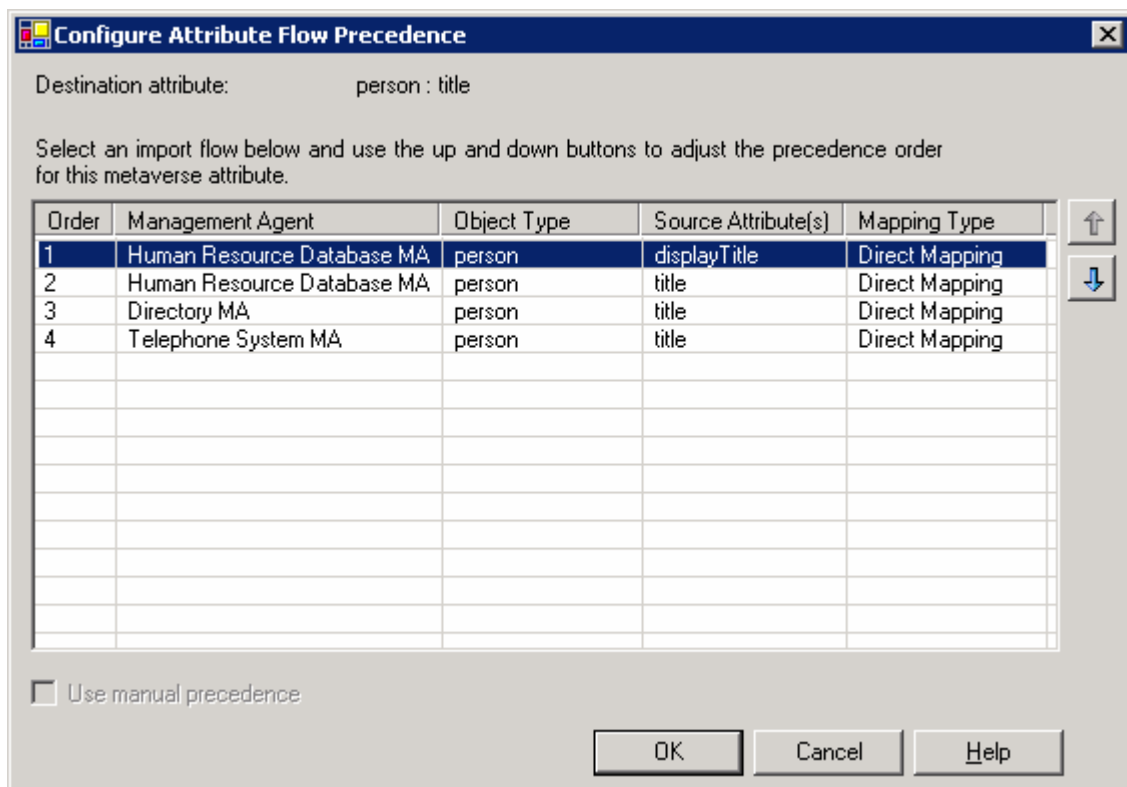 Configure Attribute Flow Precedence
Destination attribute: person : title
Select an import flow below and use the up and down buttons to adjust the precedence order
for this metaverse attribute.
Order Management Agent Object Type Source Attribute(s) Mapping Type
1 Human Resource Database MA person displayTitle Direct Mapping
2 Human Resource Database MA person title Direct Mapping
3 Directory MA person title Direct Mapping
4 Telephone System MA person title Direct Mapping
Use manual precedence
OK Cancel Help